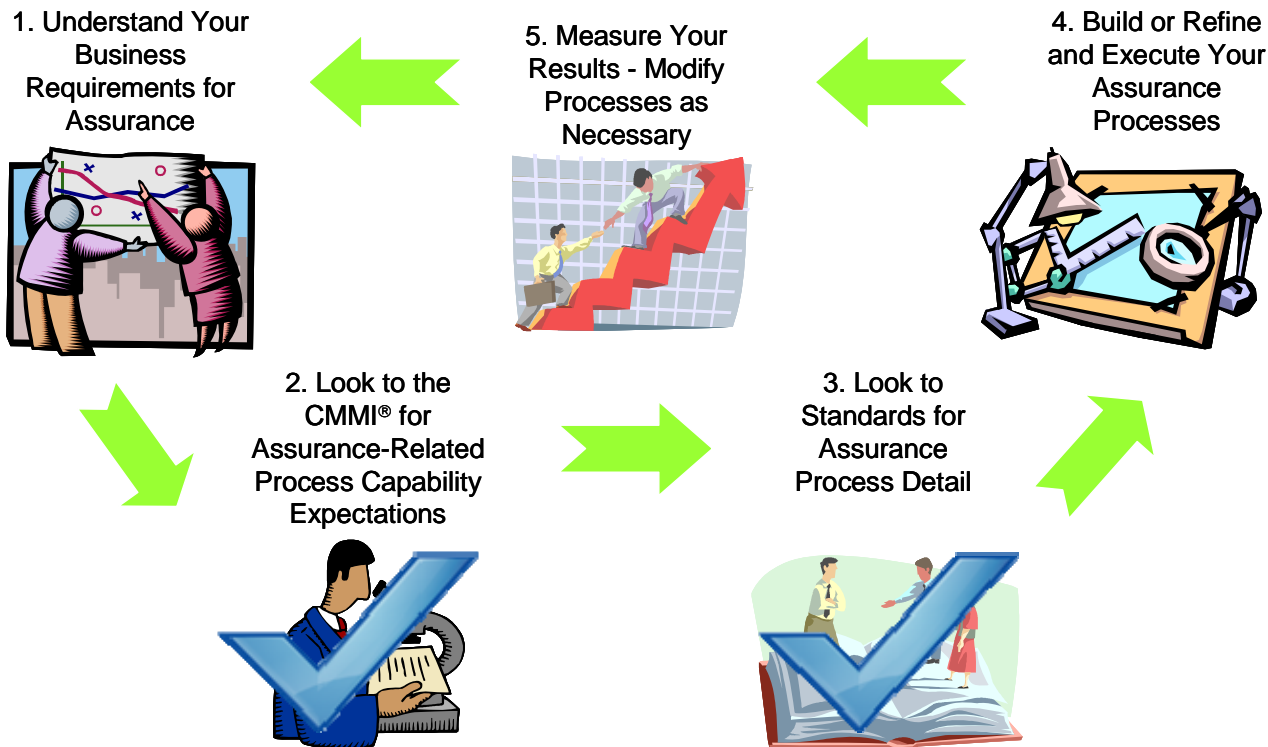 1. Understand Your
Business
Requirements for
Assurance
5. Measure Your
Results - Modify
Processes as
Necessary
4. Build or Refine
and Execute Your
Assurance
Processes
2. Look to the
CMMI® for
Assurance-Related
Process Capability
Expectations
3. Look to
Standards for
Assurance
Process Detail